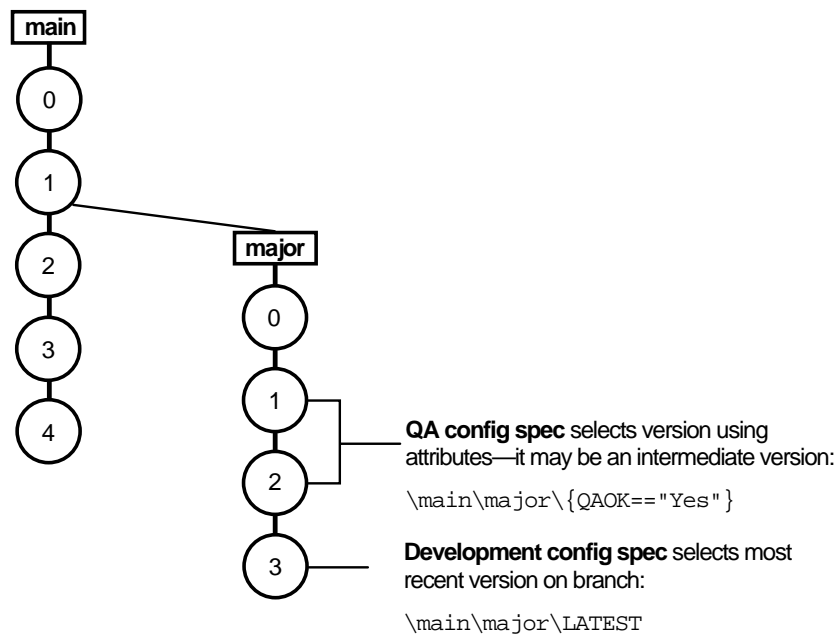 main
0
1
2
3
4
major
0
1
2
3
QA config spec selects version using
attributes—it may be an intermediate version:
\main\major\{QAOK=="Yes"}
Development config spec selects most
recent version on branch:
\main\major\LATEST